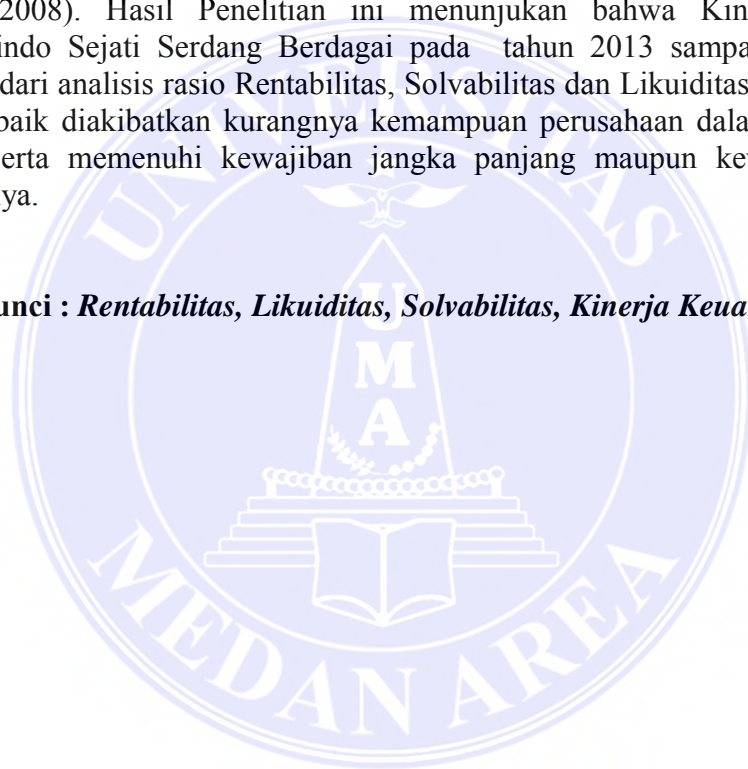 2008). Hasil Penelitian ini menunjukan bahwa Kin
indo Sejati Serdang Berdagai pada tahun 2013 sampa
dari analisis rasio Rentabilitas, Solvabilitas dan Likuiditas
baik diakibatkan kurangnya kemampuan perusahaan dala
erta memenuhi kewajiban jangka panjang maupun ke
ya.
unci : Rentabilitas, Likuiditas, Solvabilitas, Kinerja Keua
UNIVERSITAS
U
M
A
MEDAN AREA